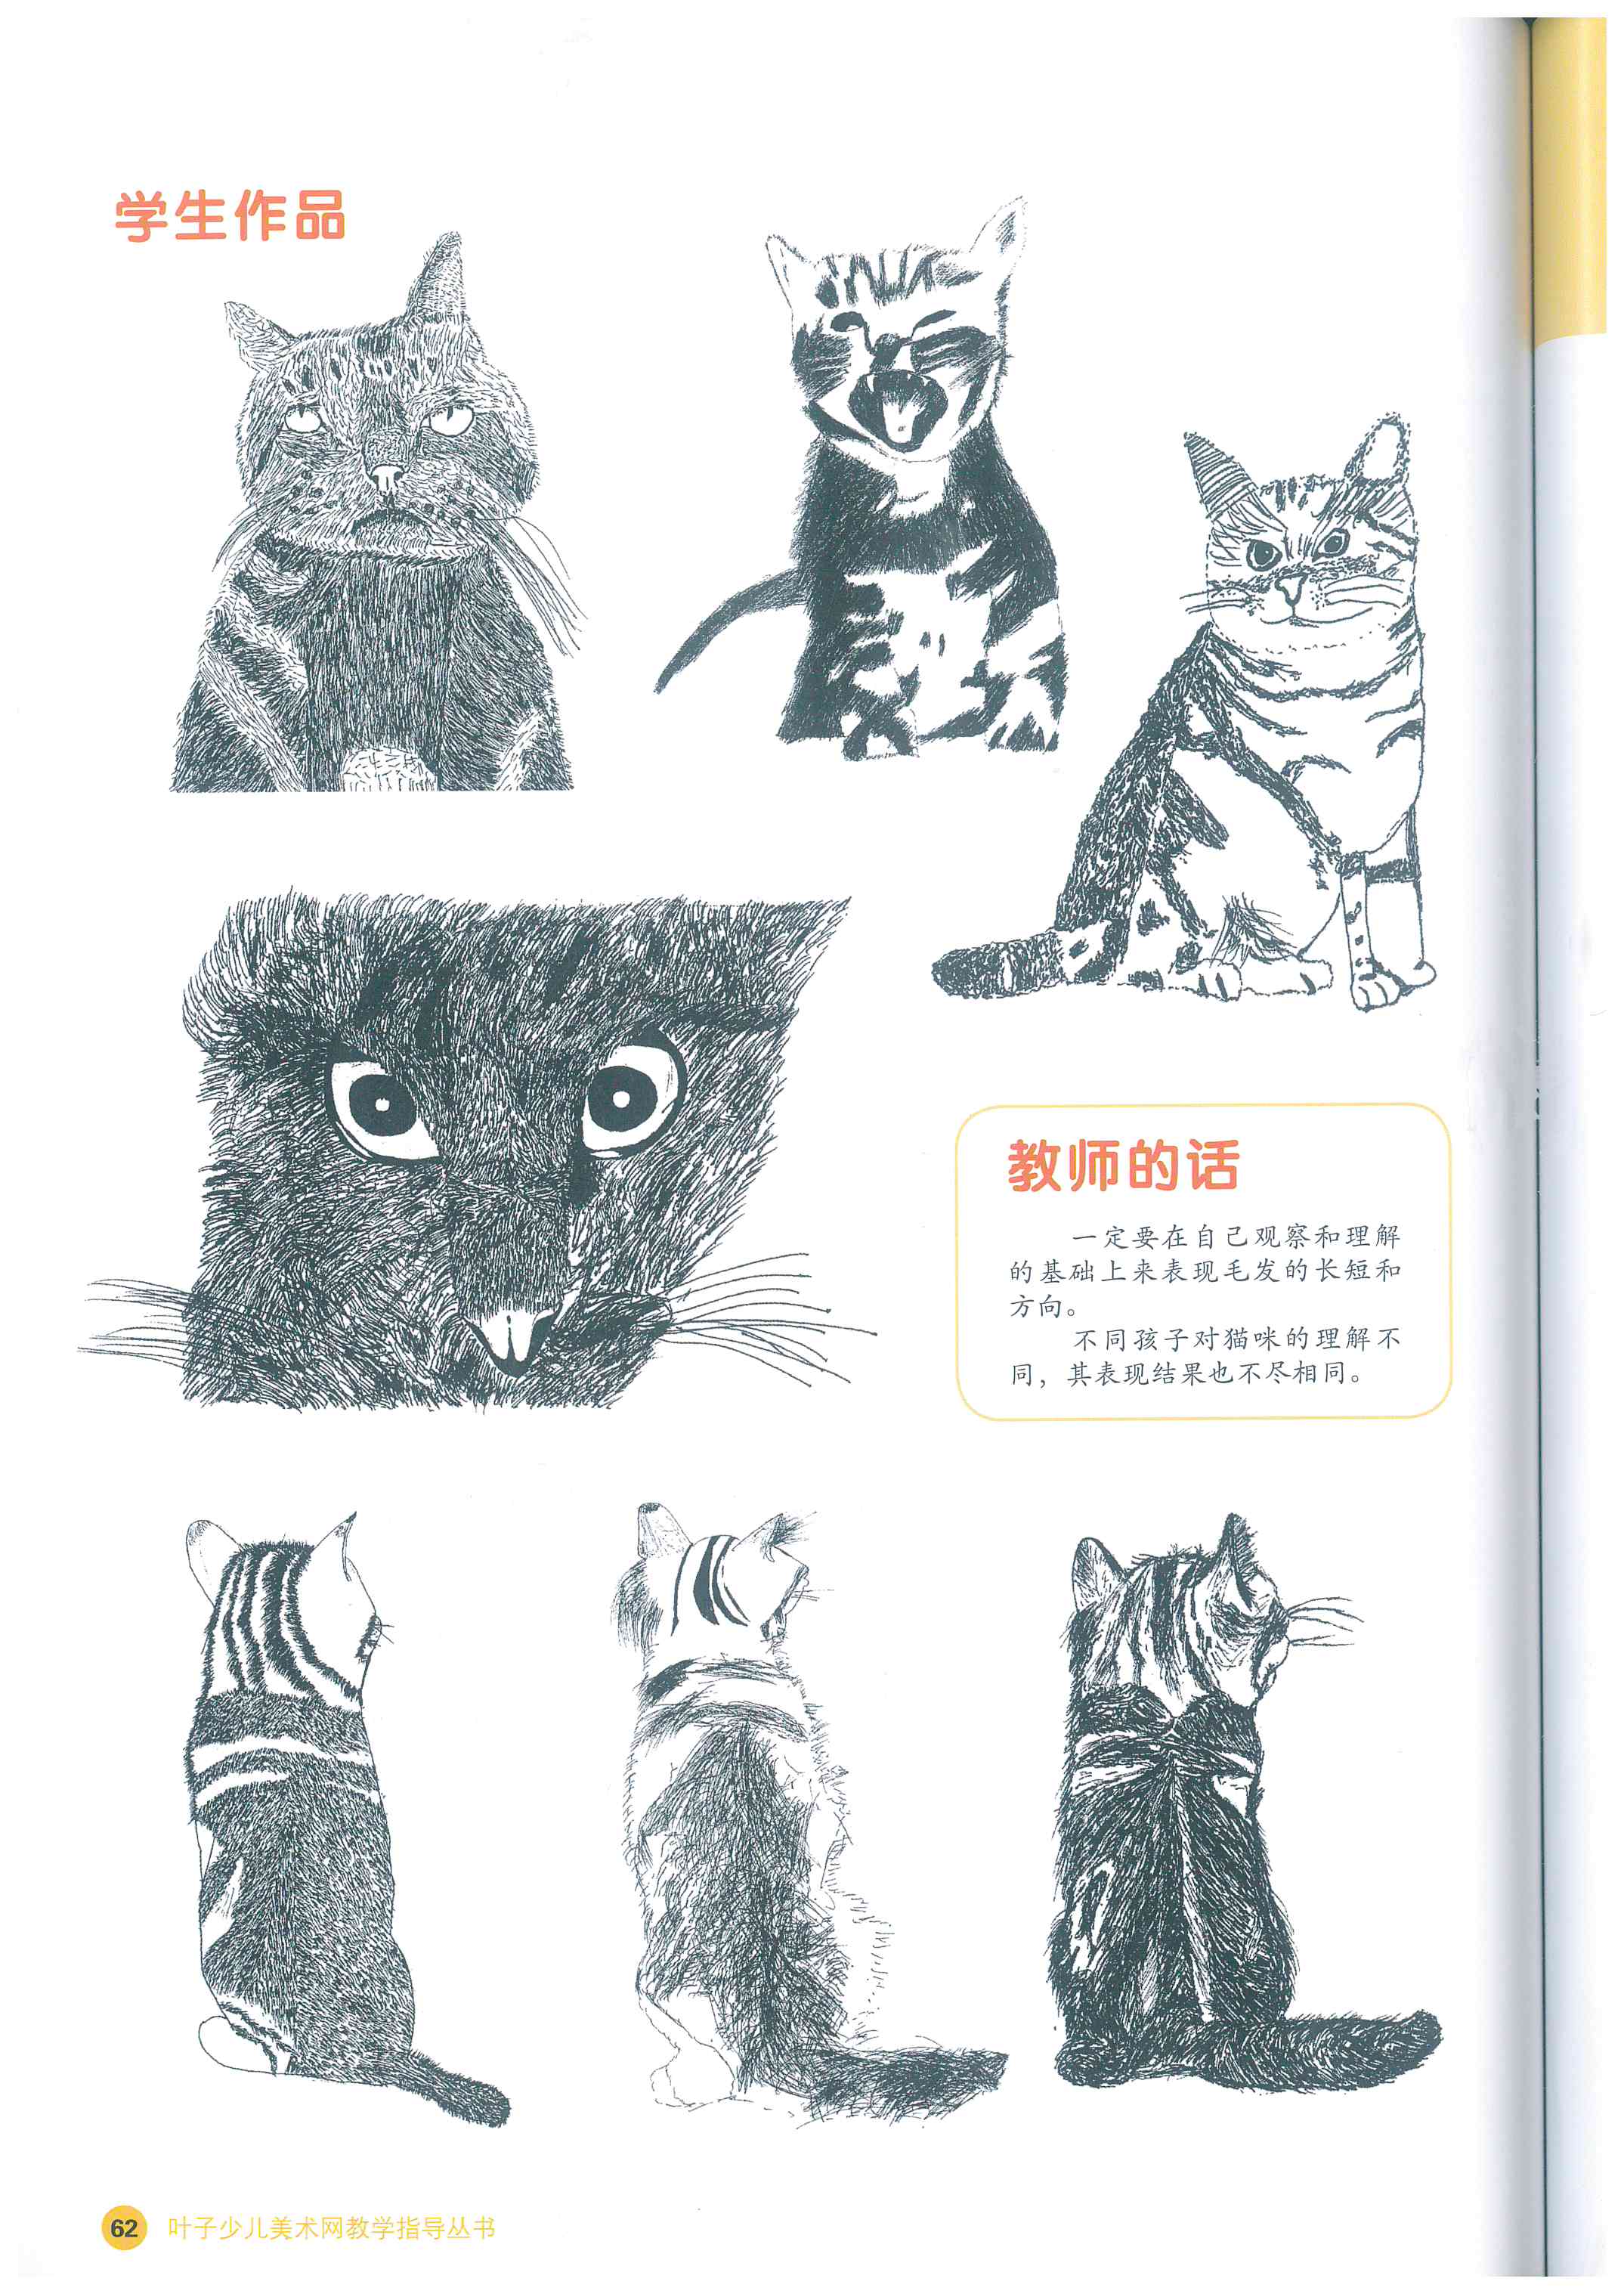 学生作品
教师的话
一定要在自己观察和理解
的基础上来表现毛发的长短和
方向。
不同孩子对猫咪的理解不
同，其表现结果也不尽相同。
62 叶子少儿美术网教学指导丛书